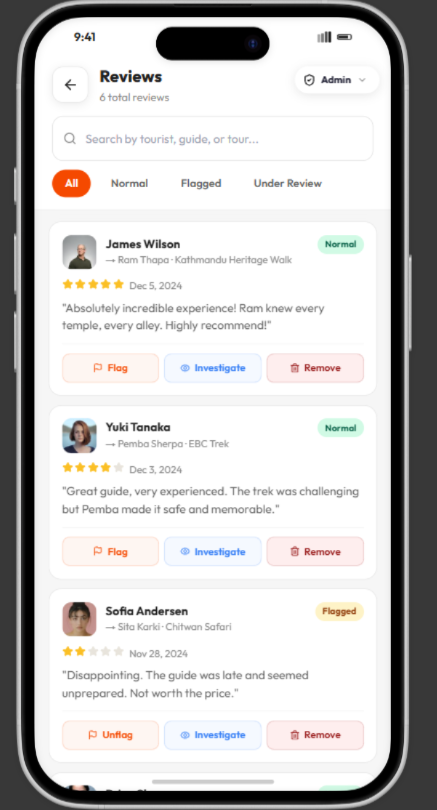 9:41
Reviews
Admin
6 total reviews
Search by tourist, guide, or tour...
All Normal Flagged Under Review
James Wilson Normal
→ Ram Thapa · Kathmandu Heritage Walk
Dec 5, 2024
"Absolutely incredible experience! Ram knew every
temple, every alley. Highly recommend!"
Flag Investigate Remove
Yuki Tanaka Normal
→ Pemba Sherpa · EBC Trek
Dec 3, 2024
"Great guide, very experienced. The trek was challenging
but Pemba made it safe and memorable."
Flag Investigate Remove
Sofia Andersen Flagged
→ Sita Karki · Chitwan Safari
Nov 28, 2024
"Disappointing. The guide was late and seemed
unprepared. Not worth the price."
Unflag Investigate Remove